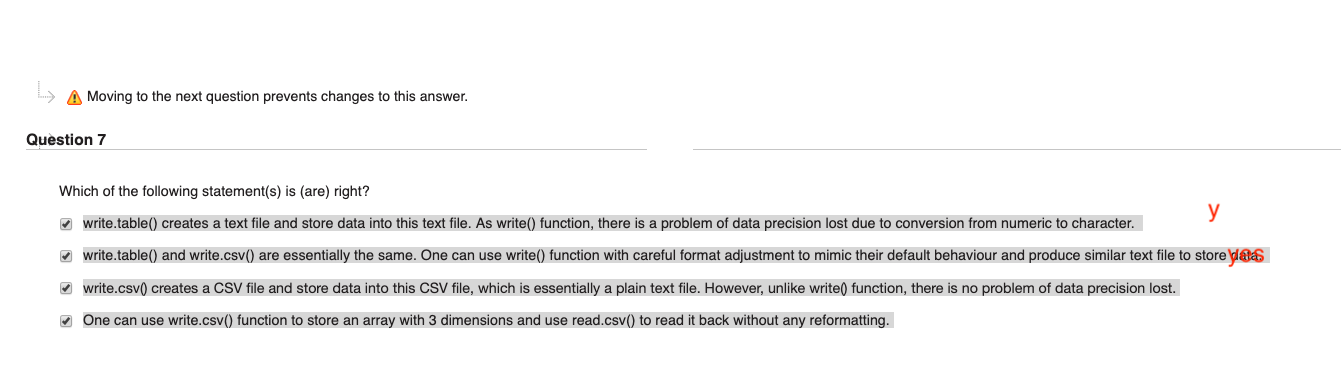 Moving to the next question prevents changes to this answer.
Question 7
Which of the following statement(s) is (are) right?
y
write.table() creates a text file and store data into this text file. As write() function, there is a problem of data precision lost due to conversion from numeric to character.
write.table() and write.csv() are essentially the same. One can use write() function with careful format adjustment to mimic their default behaviour and produce similar text file to store data.
yes
write.csv() creates a CSV file and store data into this CSV file, which is essentially a plain text file. However, unlike write() function, there is no problem of data precision lost.
One can use write.csv() function to store an array with 3 dimensions and use read.csv() to read it back without any reformatting.